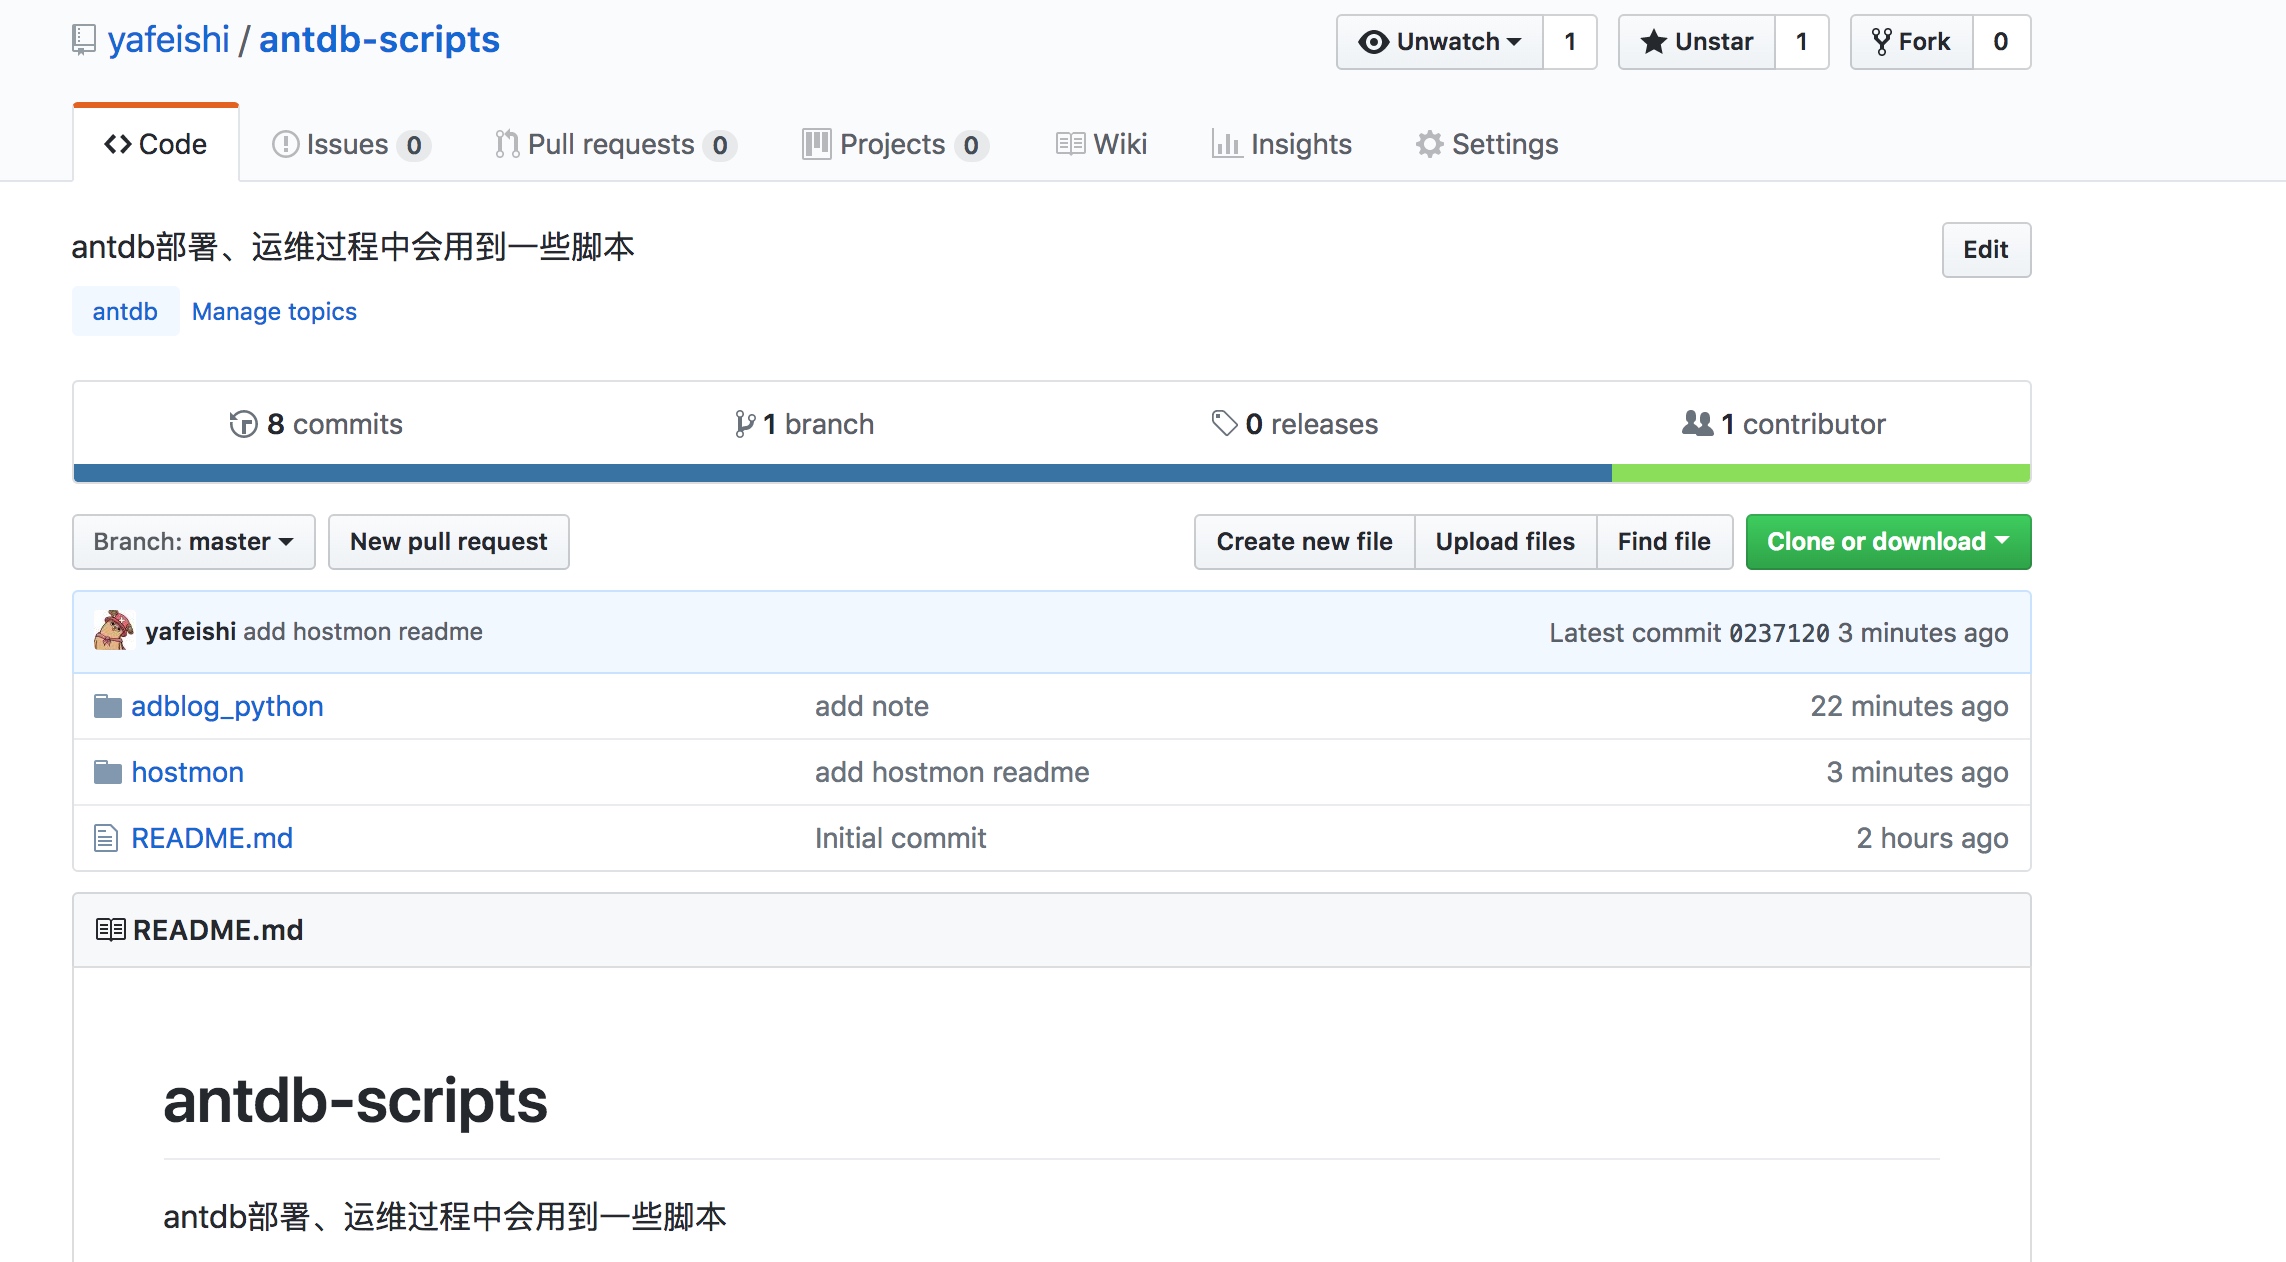 yafeishi / antdb-scripts
Unwatch 1 Unstar 1 Fork 0
Code Issues 0 Pull requests 0 Projects 0 Wiki Insights Settings
antdb部署、运维过程中会用到一些脚本
Edit
antdb Manage topics
8 commits 1 branch 0 releases 1 contributor
Branch: master New pull request Create new file Upload files Find file Clone or download
yafeishi add hostmon readme Latest commit 0237120 3 minutes ago
adblog_python add note 22 minutes ago
hostmon add hostmon readme 3 minutes ago
README.md Initial commit 2 hours ago
README.md
antdb-scripts
antdb部署、运维过程中会用到一些脚本